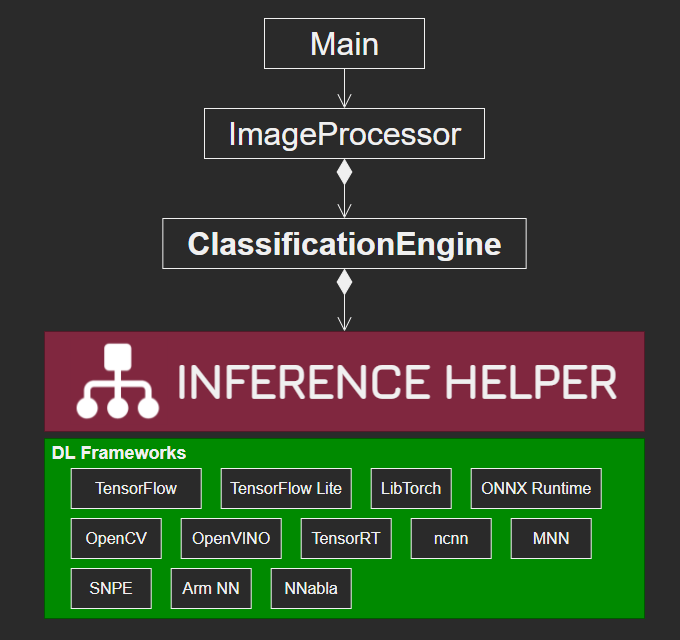 Main
ImageProcessor
ClassificationEngine
INFERENCE HELPER
DL Frameworks
TensorFlow TensorFlow Lite LibTorch ONNX Runtime
OpenCV OpenVINO TensorRT ncnn MNN
SNPE Arm NN NNabla